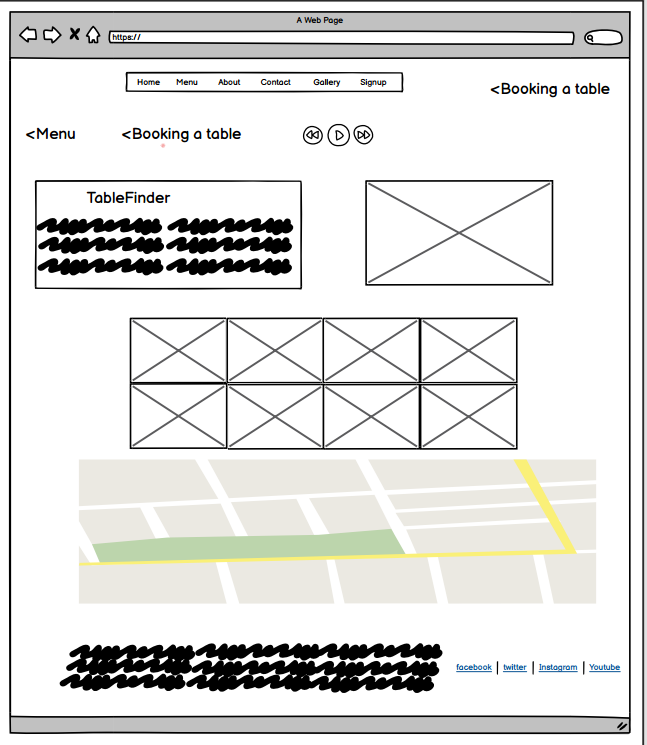 A Web Page
https://
Home Menu About Contact Gallery Signup
<Booking a table
<Menu <Booking a table
TableFinder
facebook | twitter | Instagram | Youtube